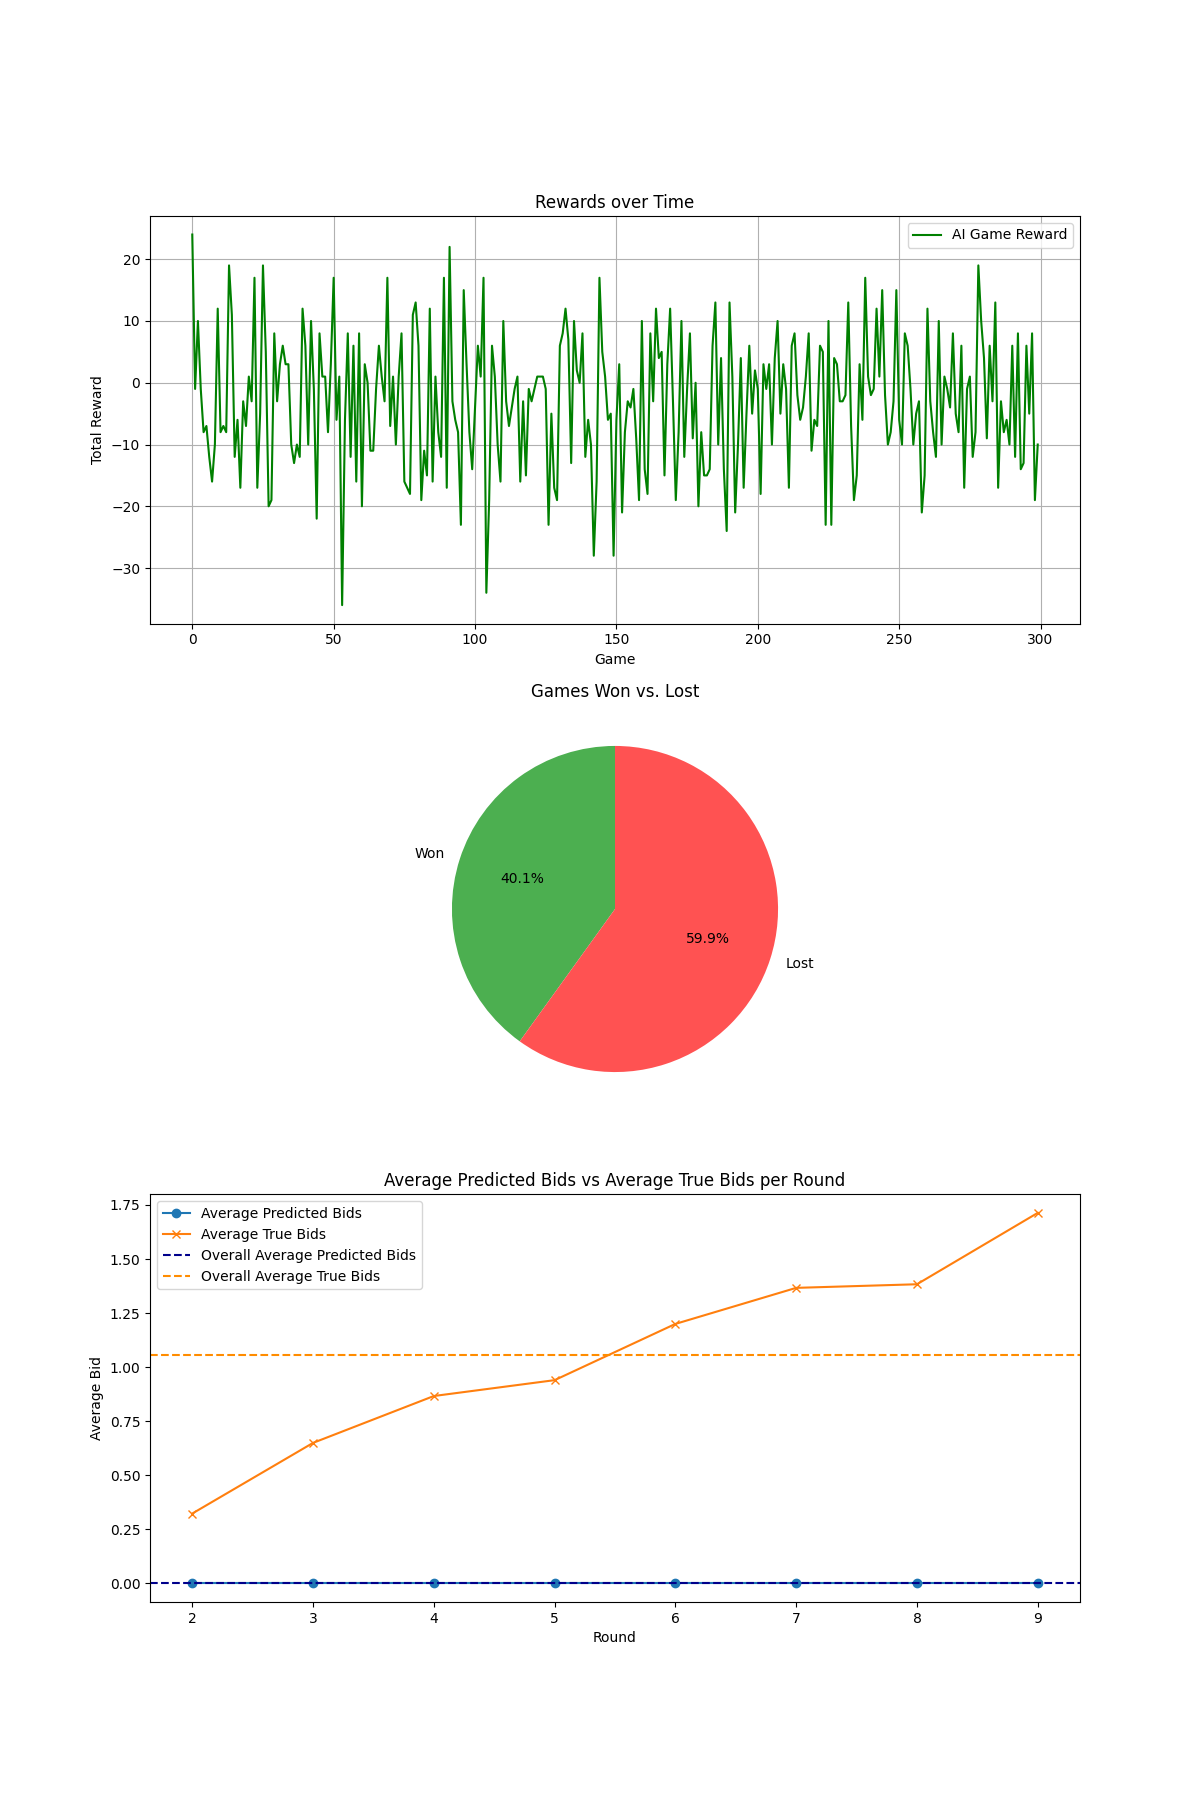 Rewards over Time
AI Game Reward
Total Reward
20
10
0
−10
−20
−30
0 50 100 150 200 250 300
Game
Games Won vs. Lost
Won
40.1%
59.9%
Lost
Average Predicted Bids vs Average True Bids per Round
Average Predicted Bids
Average True Bids
Overall Average Predicted Bids
Overall Average True Bids
Average Bid
1.75
1.50
1.25
1.00
0.75
0.50
0.25
0.00
2 3 4 5 6 7 8 9
Round